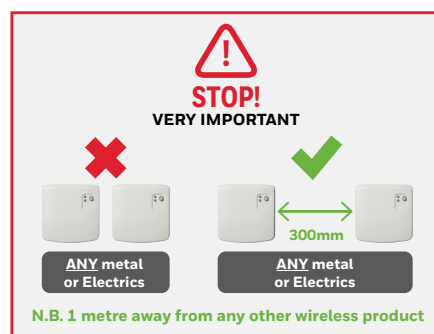 !
STOP!
VERY IMPORTANT
300mm
ANY metal
or Electrics
ANY metal
or Electrics
N.B. 1 metre away from any other wireless product